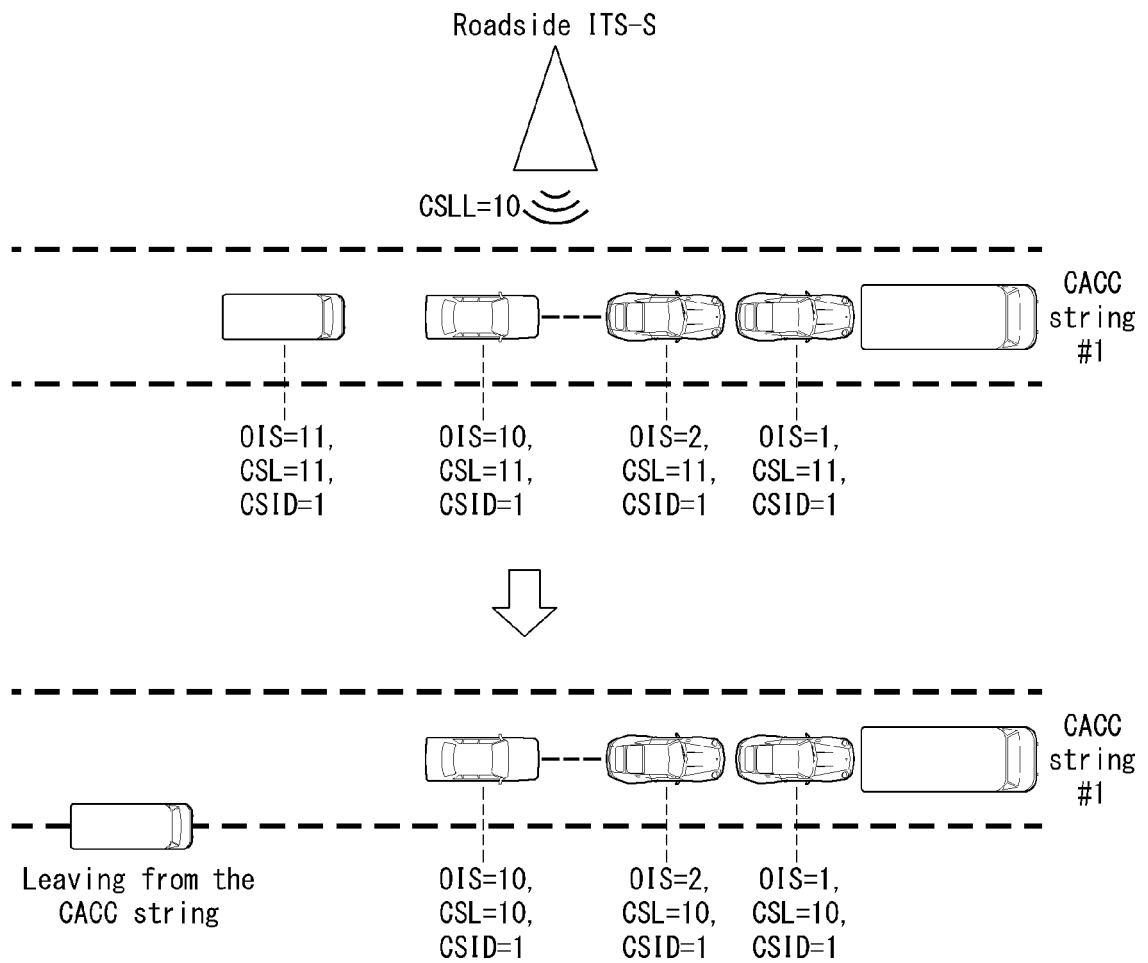 Roadside ITS-S
CSLL=10
CACC
string
#1
OIS=11,
CSL=11,
CSID=1
OIS=10,
CSL=11,
CSID=1
OIS=2,
CSL=11,
CSID=1
OIS=1,
CSL=11,
CSID=1
CACC
string
#1
Leaving from the
CACC string
OIS=10,
CSL=10,
CSID=1
OIS=2,
CSL=10,
CSID=1
OIS=1,
CSL=10,
CSID=1